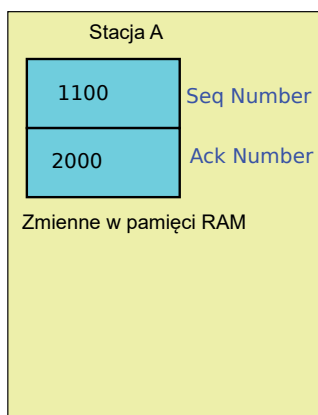 Stacja A
1100 Seq Number
2000 Ack Number
Zmienne w pamięci RAM